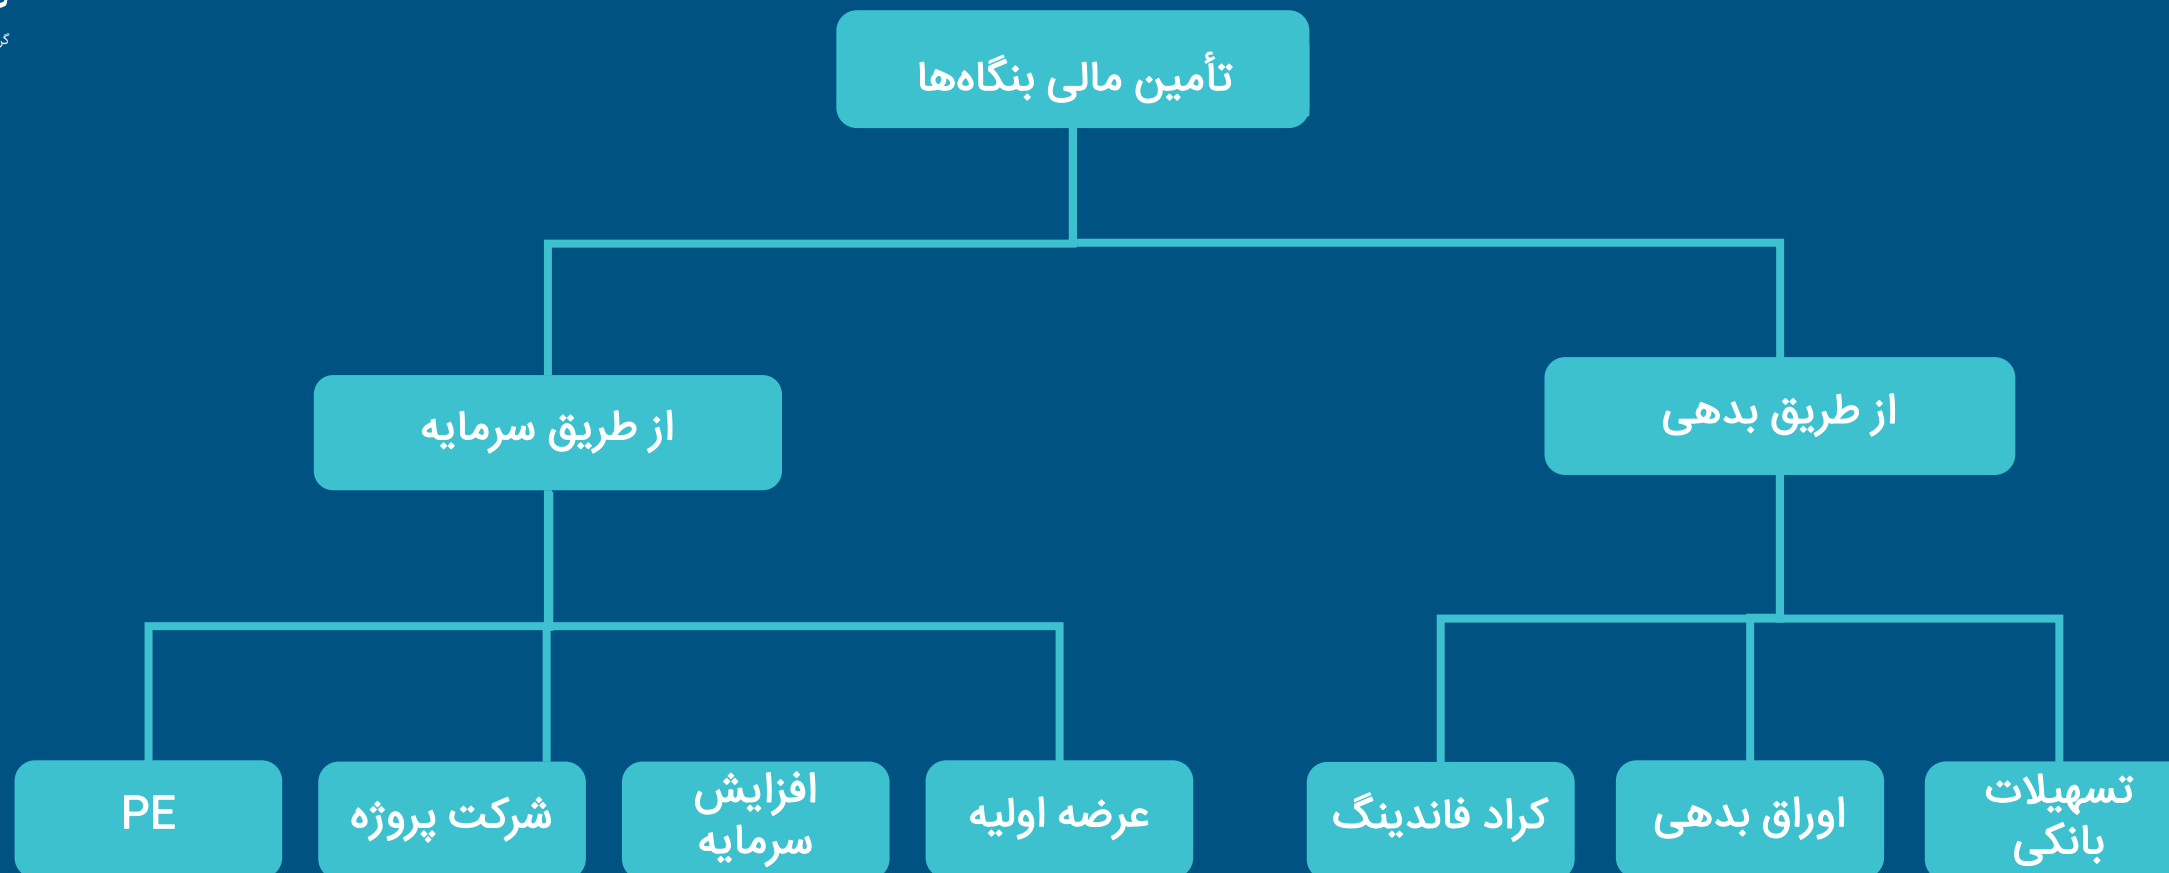 تأمین مالی بنگاه‌ها
از طریق بدهی
از طریق سرمایه
تسهیلات
بانکی
اوراق بدهی
کراد فاندینگ
عرضه اولیه
افزایش
سرمایه
شرکت پروژه
PE